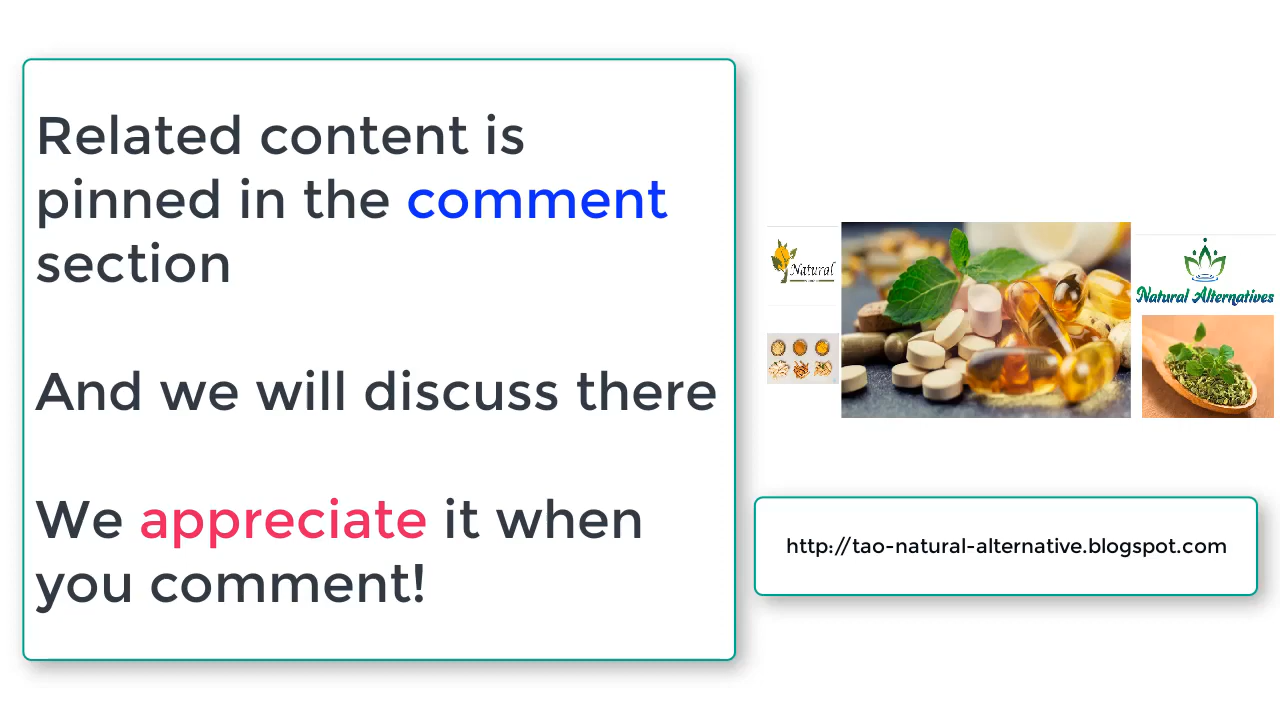 Related content is
pinned in the comment
section
And we will discuss there
We appreciate it when
you comment!
Natural
Natural Alternatives
http://tao-natural-alternative.blogspot.com